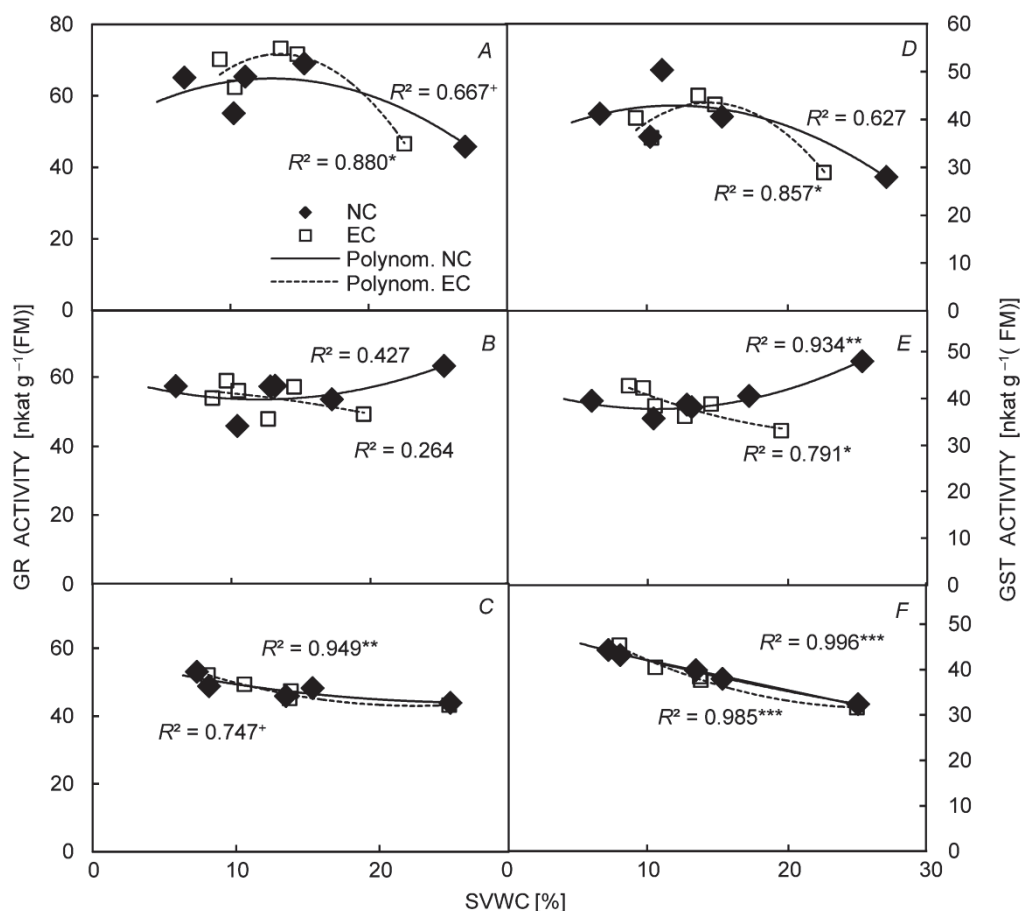 80
60
40
20
0
A
R² = 0.667⁺
R² = 0.880*
NC
EC
Polynom. NC
Polynom. EC
D
R² = 0.627
R² = 0.857*
60
50
40
30
20
10
0
60
40
20
0
B
R² = 0.427
R² = 0.264
E
R² = 0.934**
R² = 0.791*
50
40
30
20
10
0
60
40
20
0
C
R² = 0.949**
R² = 0.747⁺
F
R² = 0.996***
R² = 0.985***
50
40
30
20
10
0
0 10 20 0 10 20 30
GR ACTIVITY [nkat g⁻¹(FM)]
GST ACTIVITY [nkat g⁻¹( FM)]
SVWC [%]